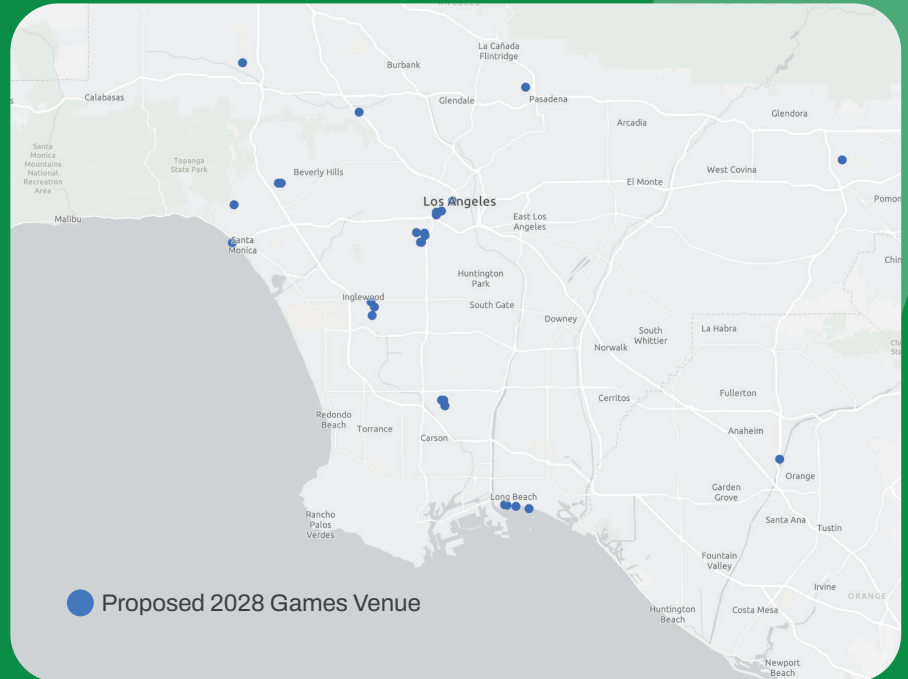 ANGELES
La Cañada
Flintridge
Burbank
Calabasas
Glendale
Pasadena
Glendora
Arcadia
Santa
Monica
Mountains
National
Recreation
Area
Topanga
State Park
Beverly Hills
West Covina
El Monte
Pomon
Los Angeles
Malibu
East Los
Angeles
Santa
Monica
Chin
Huntington
Park
Inglewood
South Gate
Downey
South
Whittier
La Habra
Chi
Sta
Norwalk
Fullerton
Cerritos
Redondo
Beach
Torrance
Carson
Anaheim
Orange
Garden
Grove
Long Beach
Rancho
Palos
Verdes
Santa Ana
Tustin
Fountain
Valley
Irvine
ORANGE
Huntington
Beach
Costa Mesa
Newport
Beach
Proposed 2028 Games Venue